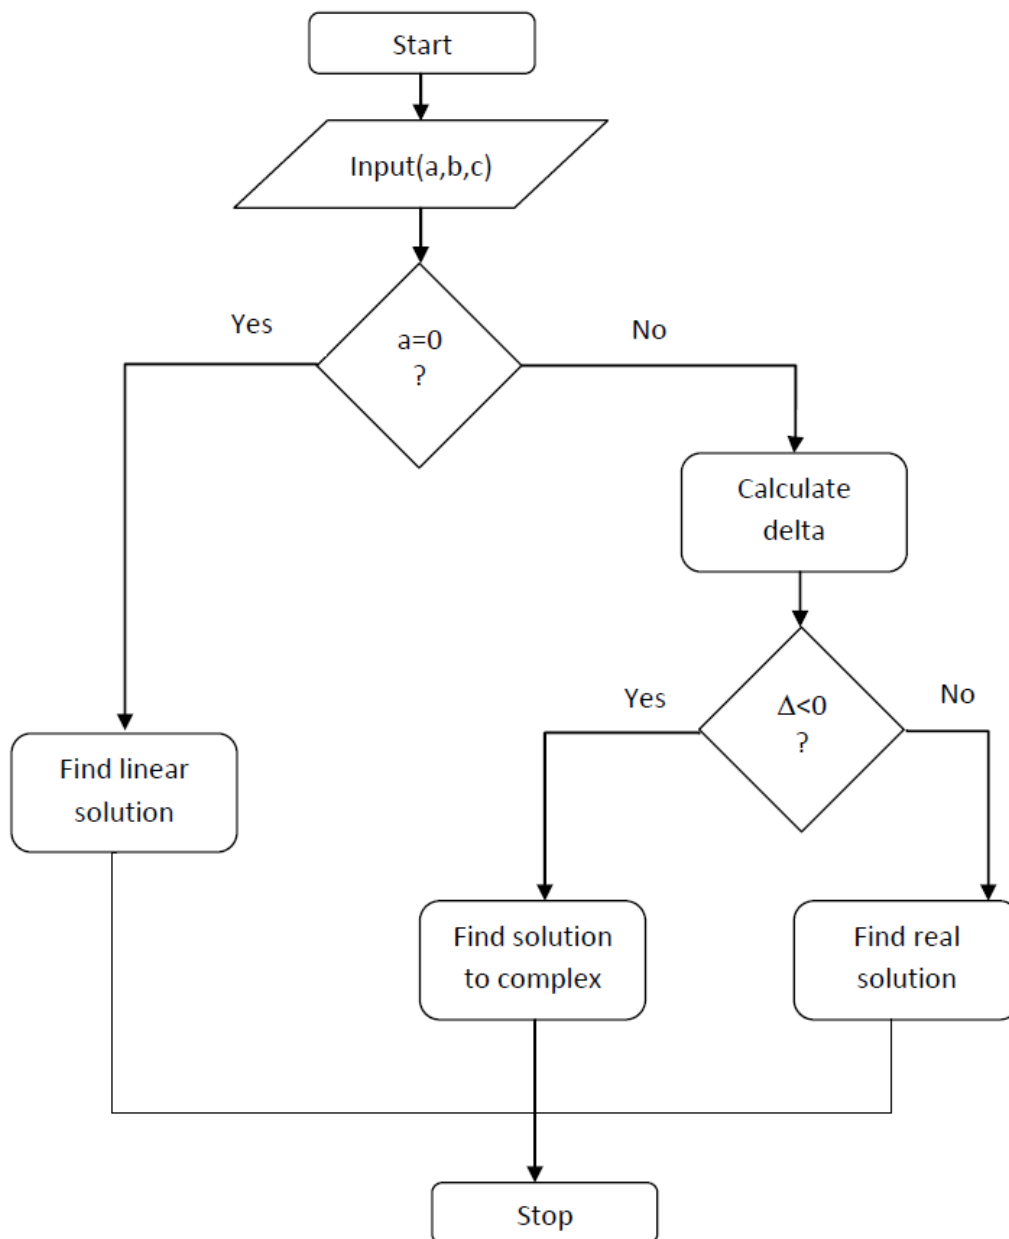 Start
Input(a,b,c)
Yes
a=0
?
No
Calculate
delta
Yes
Δ<0
?
No
Find linear
solution
Find solution
to complex
Find real
solution
Stop